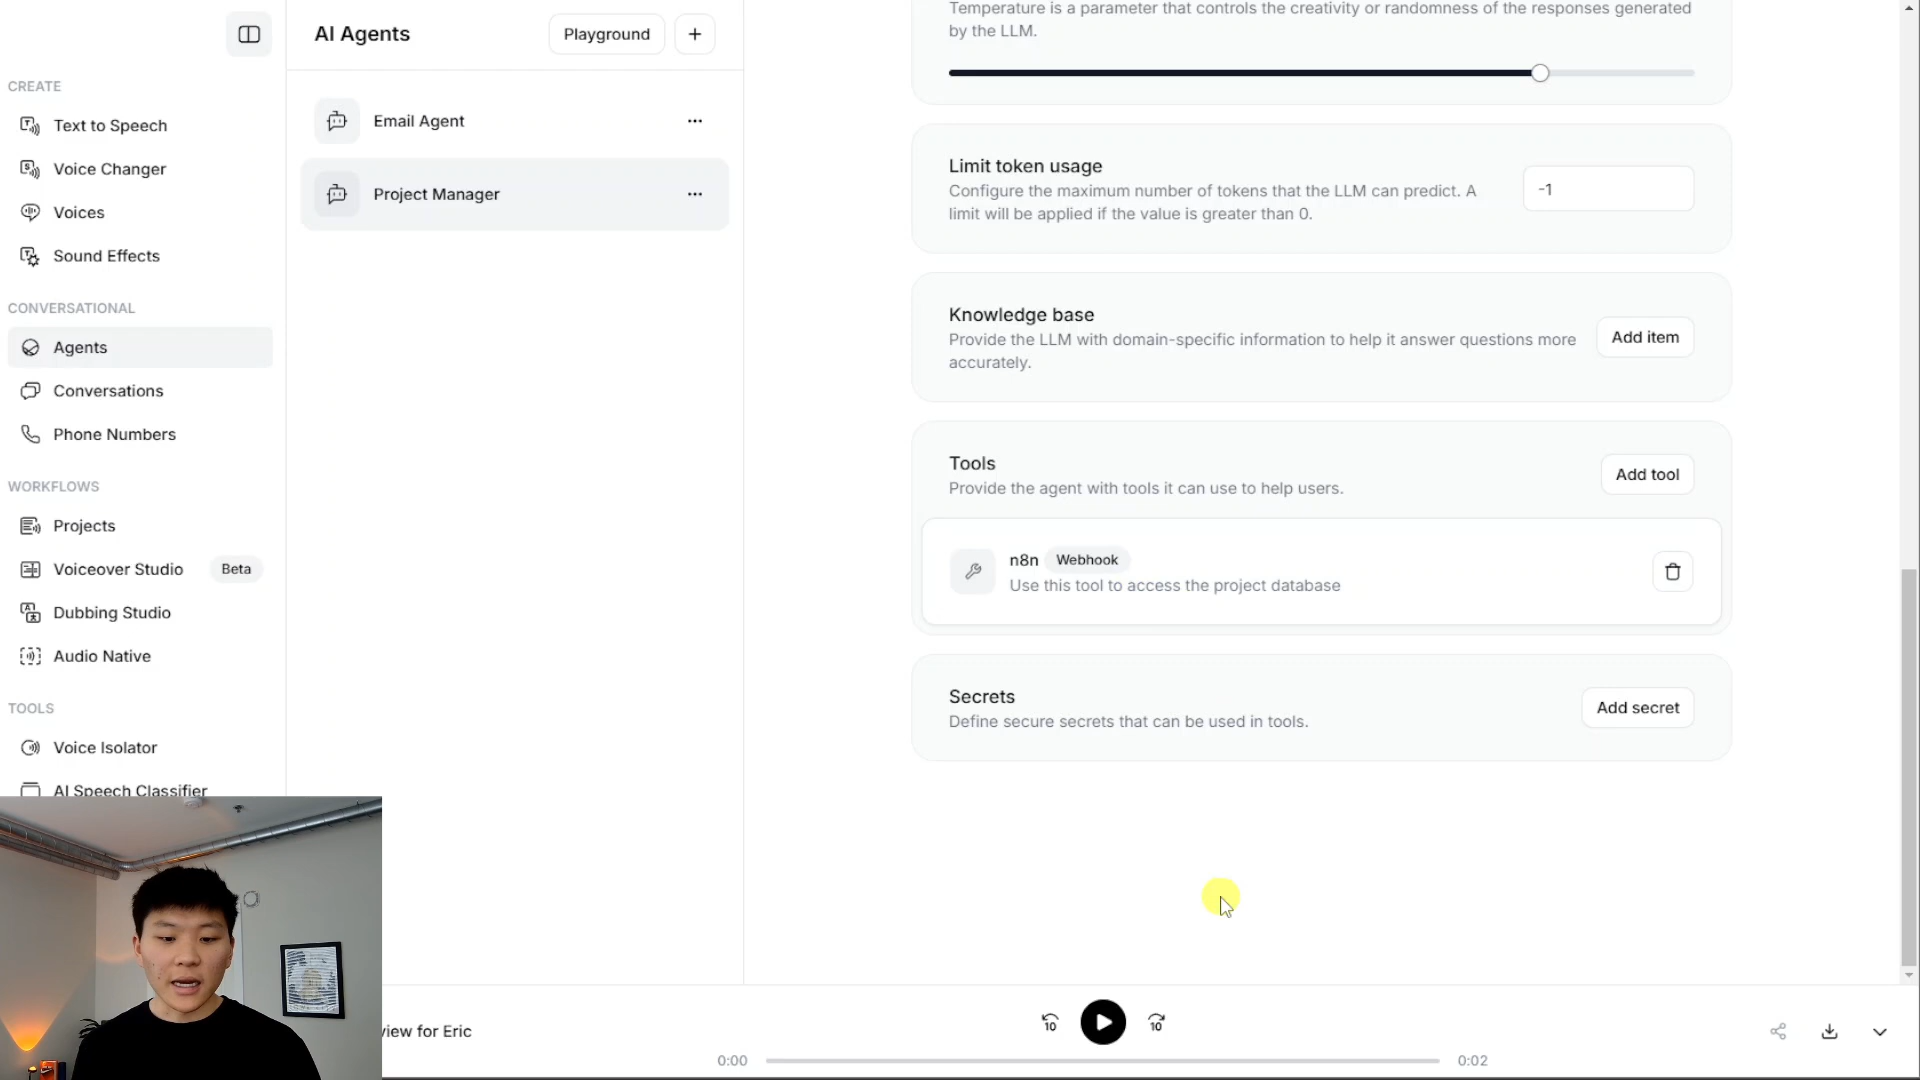 CREATE
Text to Speech
Voice Changer
Voices
Sound Effects
CONVERSATIONAL
Agents
Conversations
Phone Numbers
WORKFLOWS
Projects
Voiceover Studio Beta
Dubbing Studio
Audio Native
TOOLS
Voice Isolator
AI Speech Classifier
AI Agents
Playground
Email Agent
Project Manager
Temperature is a parameter that controls the creativity or randomness of the responses generated
by the LLM.
Limit token usage
Configure the maximum number of tokens that the LLM can predict. A
limit will be applied if the value is greater than 0.
-1
Knowledge base
Provide the LLM with domain-specific information to help it answer questions more
accurately.
Add item
Tools
Provide the agent with tools it can use to help users.
Add tool
n8n Webhook
Use this tool to access the project database
Secrets
Define secure secrets that can be used in tools.
Add secret
view for Eric
10
10
0:00
0:02